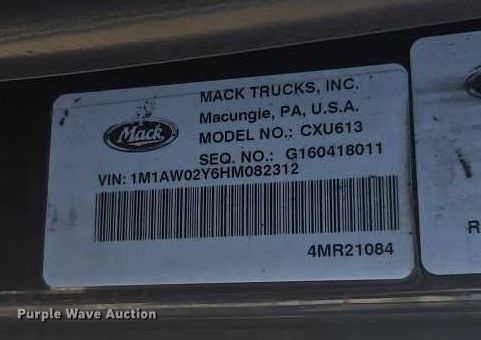 MACK TRUCKS, INC.
Macungie, PA, U.S.A.
Mack
MODEL NO.: CXU613
SEQ. NO.: G160418011
VIN: 1M1AW02Y6HM082312
4MR21084
R
Purple Wave Auction